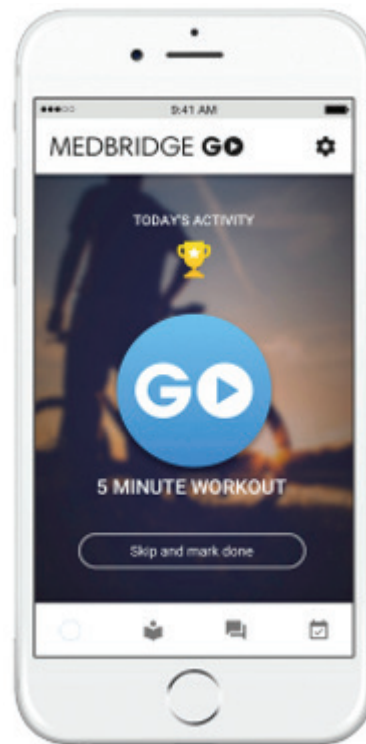 9:41 AM
MEDBRIDGE GO
TODAY'S ACTIVITY
GO
5 MINUTE WORKOUT
Skip and mark done